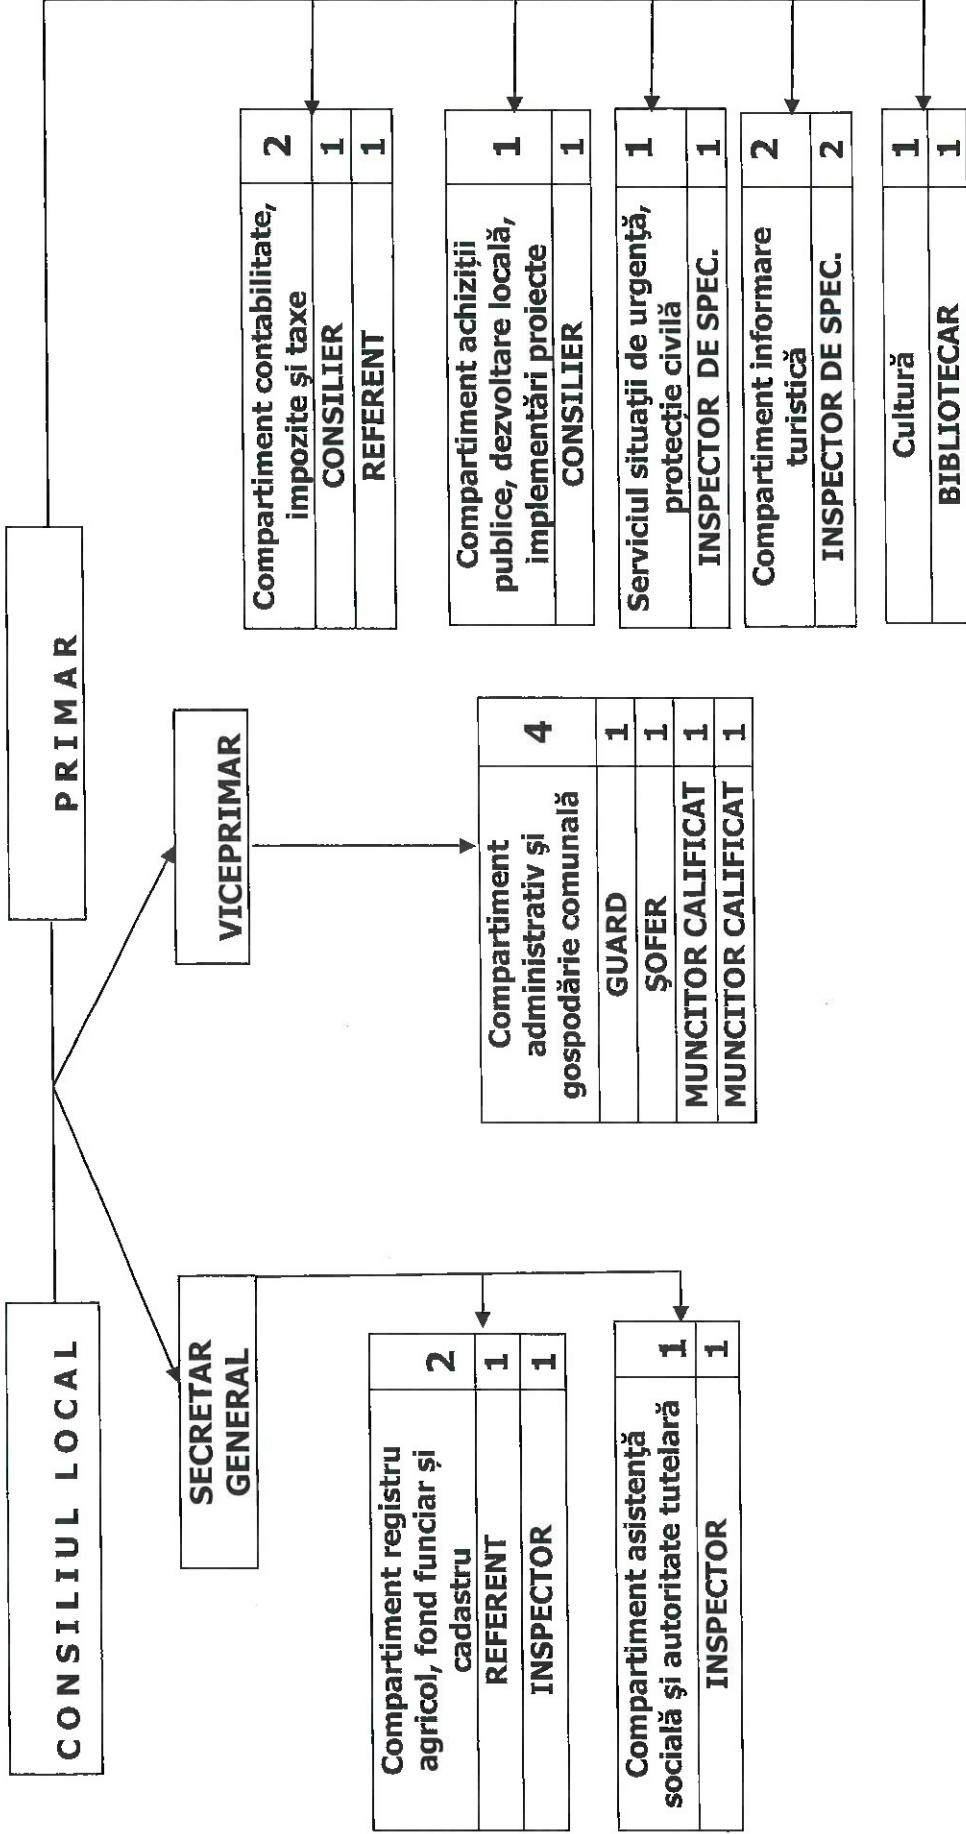 CONSILIUL LOCAL
PRIMAR
SECRETAR
GENERAL
VICEPRIMAR
Compartiment registru
agricol, fond funciar și
cadastru
2
REFERENT 1
INSPECTOR 1
Compartiment asistență
socială și autoritate tutelară
1
INSPECTOR 1
Compartiment
administrativ și
gospodărie comunală
4
GUARD 1
ȘOFER 1
MUNCITOR CALIFICAT 1
MUNCITOR CALIFICAT 1
Compartiment contabilitate,
impozite și taxe
2
CONSILIER 1
REFERENT 1
Compartiment achiziții
publice, dezvoltare locală,
implementări proiecte
1
CONSILIER 1
Serviciul situații de urgență,
protecție civilă
1
INSPECTOR DE SPEC. 1
Compartiment informare
turistică
2
INSPECTOR DE SPEC. 2
Cultură 1
BIBLIOTECAR 1